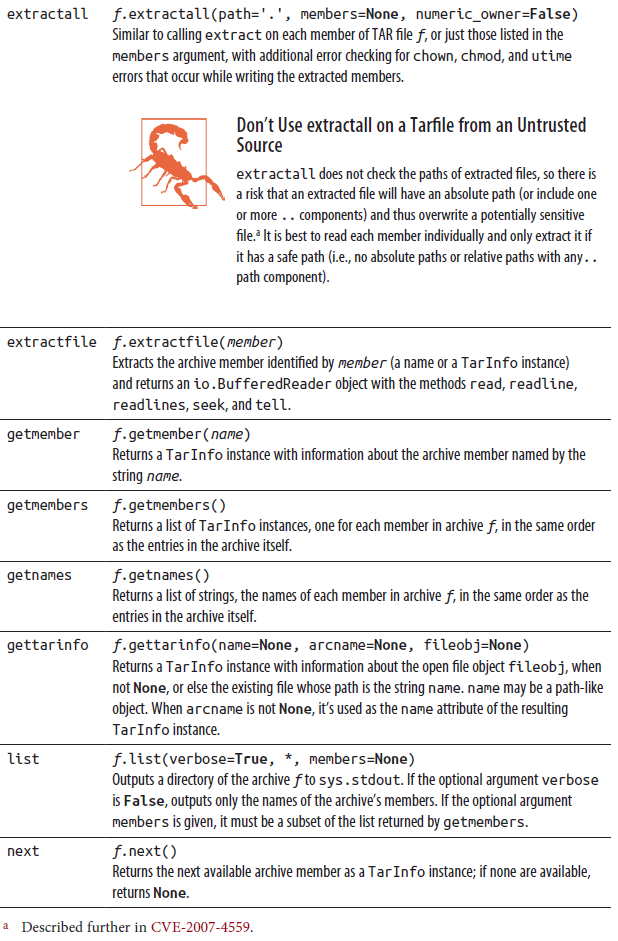 extractall f.extractall(path='.', members=None, numeric_owner=False)
Similar to calling extract on each member of TAR file f, or just those listed in the
members argument, with additional error checking for chown, chmod, and utime
errors that occur while writing the extracted members.
Don’t Use extractall on a Tarfile from an Untrusted
Source
extractall does not check the paths of extracted files, so there is
a risk that an extracted file will have an absolute path (or include one
or more .. components) and thus overwrite a potentially sensitive
file.a It is best to read each member individually and only extract it if
it has a safe path (i.e., no absolute paths or relative paths with any ..
path component).
extractfile f.extractfile(member)
Extracts the archive member identified by member (a name or a TarInfo instance)
and returns an io.BufferedReader object with the methods read, readline,
readlines, seek, and tell.
getmember f.getmember(name)
Returns a TarInfo instance with information about the archive member named by the
string name.
getmembers f.getmembers()
Returns a list of TarInfo instances, one for each member in archive f, in the same order
as the entries in the archive itself.
getnames f.getnames()
Returns a list of strings, the names of each member in archive f, in the same order as the
entries in the archive itself.
gettarinfo f.gettarinfo(name=None, arcname=None, fileobj=None)
Returns a TarInfo instance with information about the open file object fileobj, when
not None, or else the existing file whose path is the string name. name may be a path-like
object. When arcname is not None, it’s used as the name attribute of the resulting
TarInfo instance.
list f.list(verbose=True, *, members=None)
Outputs a directory of the archive f to sys.stdout. If the optional argument verbose
is False, outputs only the names of the archive’s members. If the optional argument
members is given, it must be a subset of the list returned by getmembers.
next f.next()
Returns the next available archive member as a TarInfo instance; if none are available,
returns None.
a Described further in CVE-2007-4559.